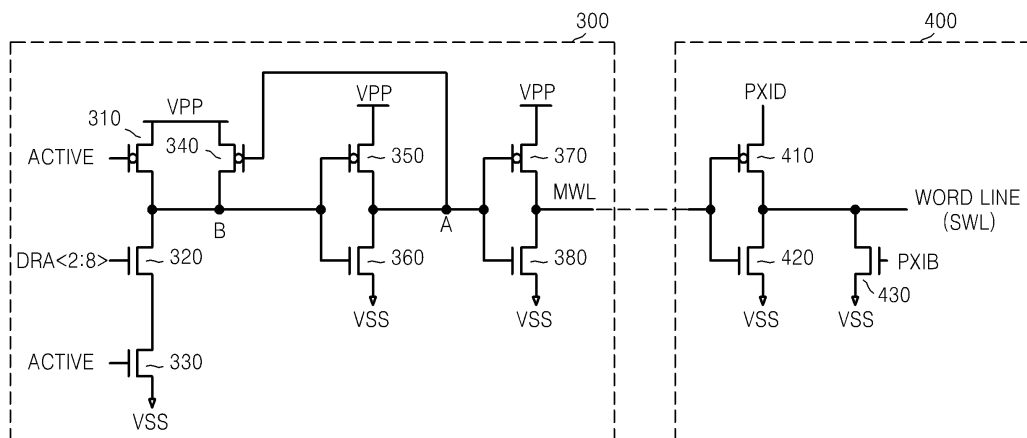 300
400
VPP
VPP
VPP
PXID
310
ACTIVE
340
350
370
410
MWL
WORD LINE
(SWL)
B
A
DRA<2:8>
320
360
380
420
PXIB
430
VSS
VSS
VSS
VSS
ACTIVE
330
VSS